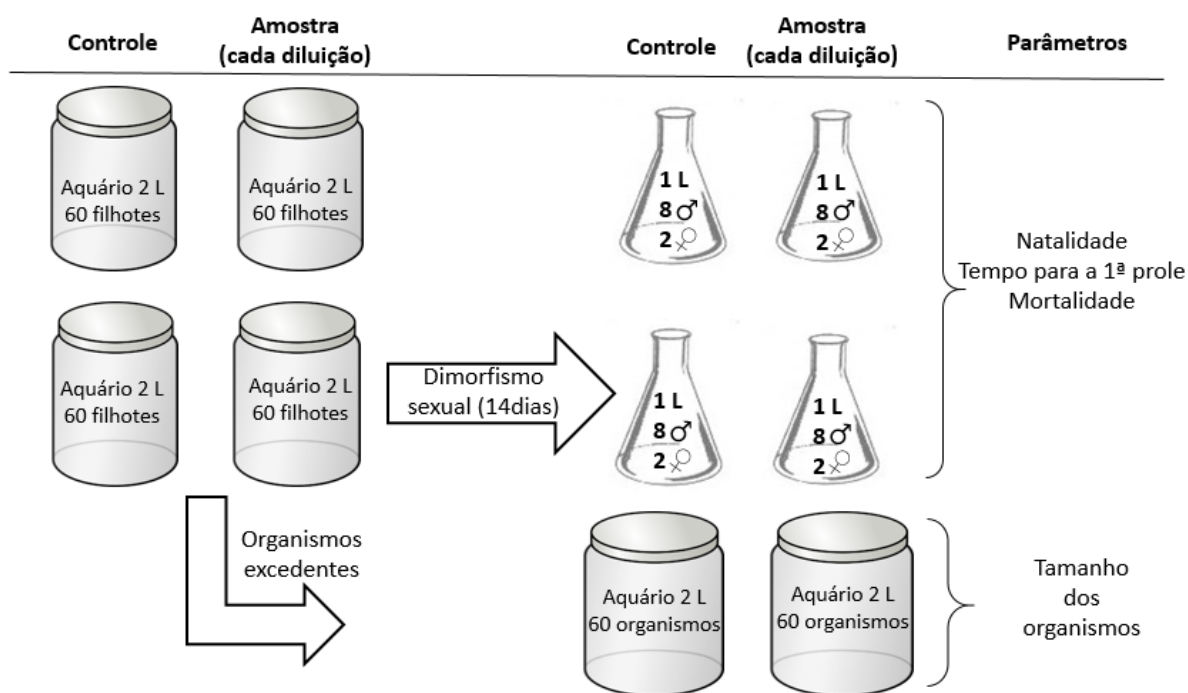 Controle
Amostra
(cada diluição)
Controle
Amostra
(cada diluição)
Parâmetros
Aquário 2 L
60 filhotes
Aquário 2 L
60 filhotes
1 L
8 ♂
2 ♀
1 L
8 ♂
2 ♀
Natalidade
Tempo para a 1ª prole
Mortalidade
Aquário 2 L
60 filhotes
Aquário 2 L
60 filhotes
Dimorfismo
sexual (14dias)
1 L
8 ♂
2 ♀
1 L
8 ♂
2 ♀
Organismos
excedentes
Aquário 2 L
60 organismos
Aquário 2 L
60 organismos
Tamanho
dos
organismos